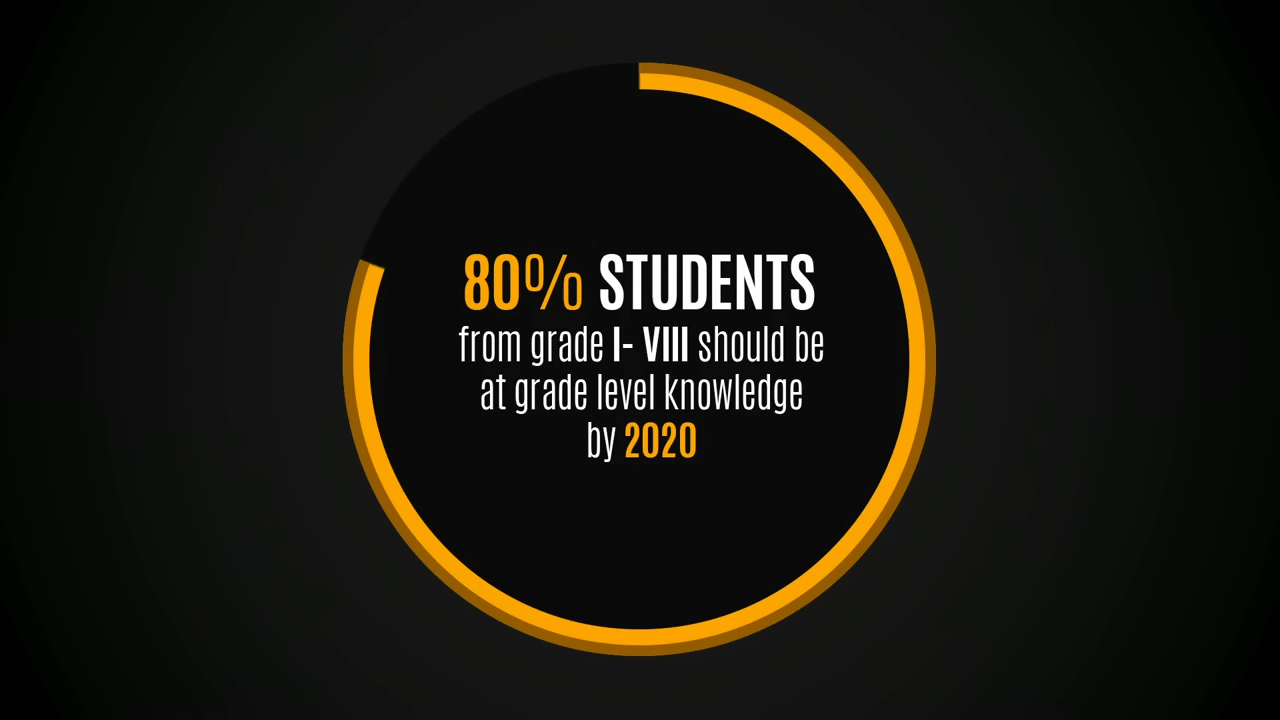 80% STUDENTS
from grade I- VIII should be
at grade level knowledge
by 2020